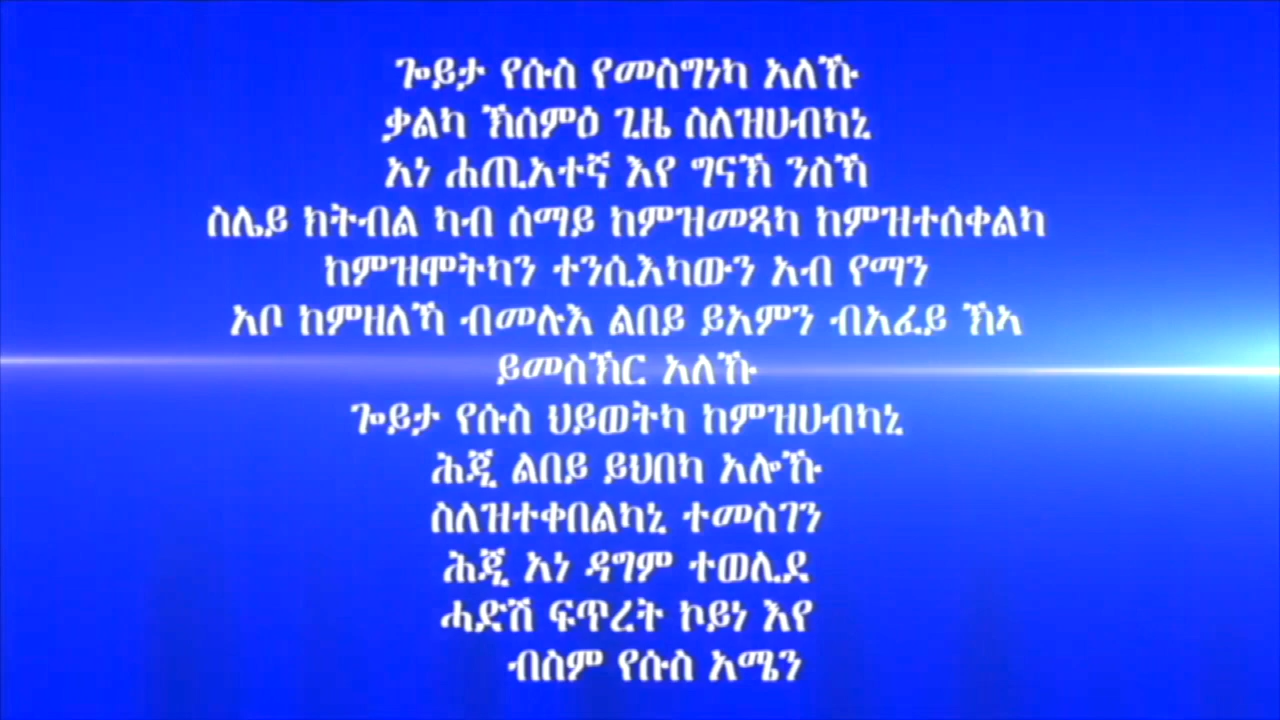 ጐይታ የሱስ የመስግነካ አለኹ
ቃልካ ኽሰምዕ ጊዜ ስለዝሀብካኒ
አነ ሐጢአተኛ እየ ግናኽ ንስኻ
ስሌይ ክትብል ካብ ሰማይ ከምዝመጻካ ከምዝተሰቀልካ
ከምዝሞትካን ተንሲእካውን አብ የማን
አቦ ከምዘለኻ ብመሉእ ልበይ ይአምን ብአፈይ ኽኣ
ይመስኽር አለኹ
ጐይታ የሱስ ህይወትካ ከምዝሀብካኒ
ሕጂ ልበይ ይህበካ አሎኹ
ስለዝተቀበልካኒ ተመስገን
ሕጂ አነ ዳግም ተወሊደ
ሓድሽ ፍጥረት ኮይነ እየ
ብስም የሱስ አሜን